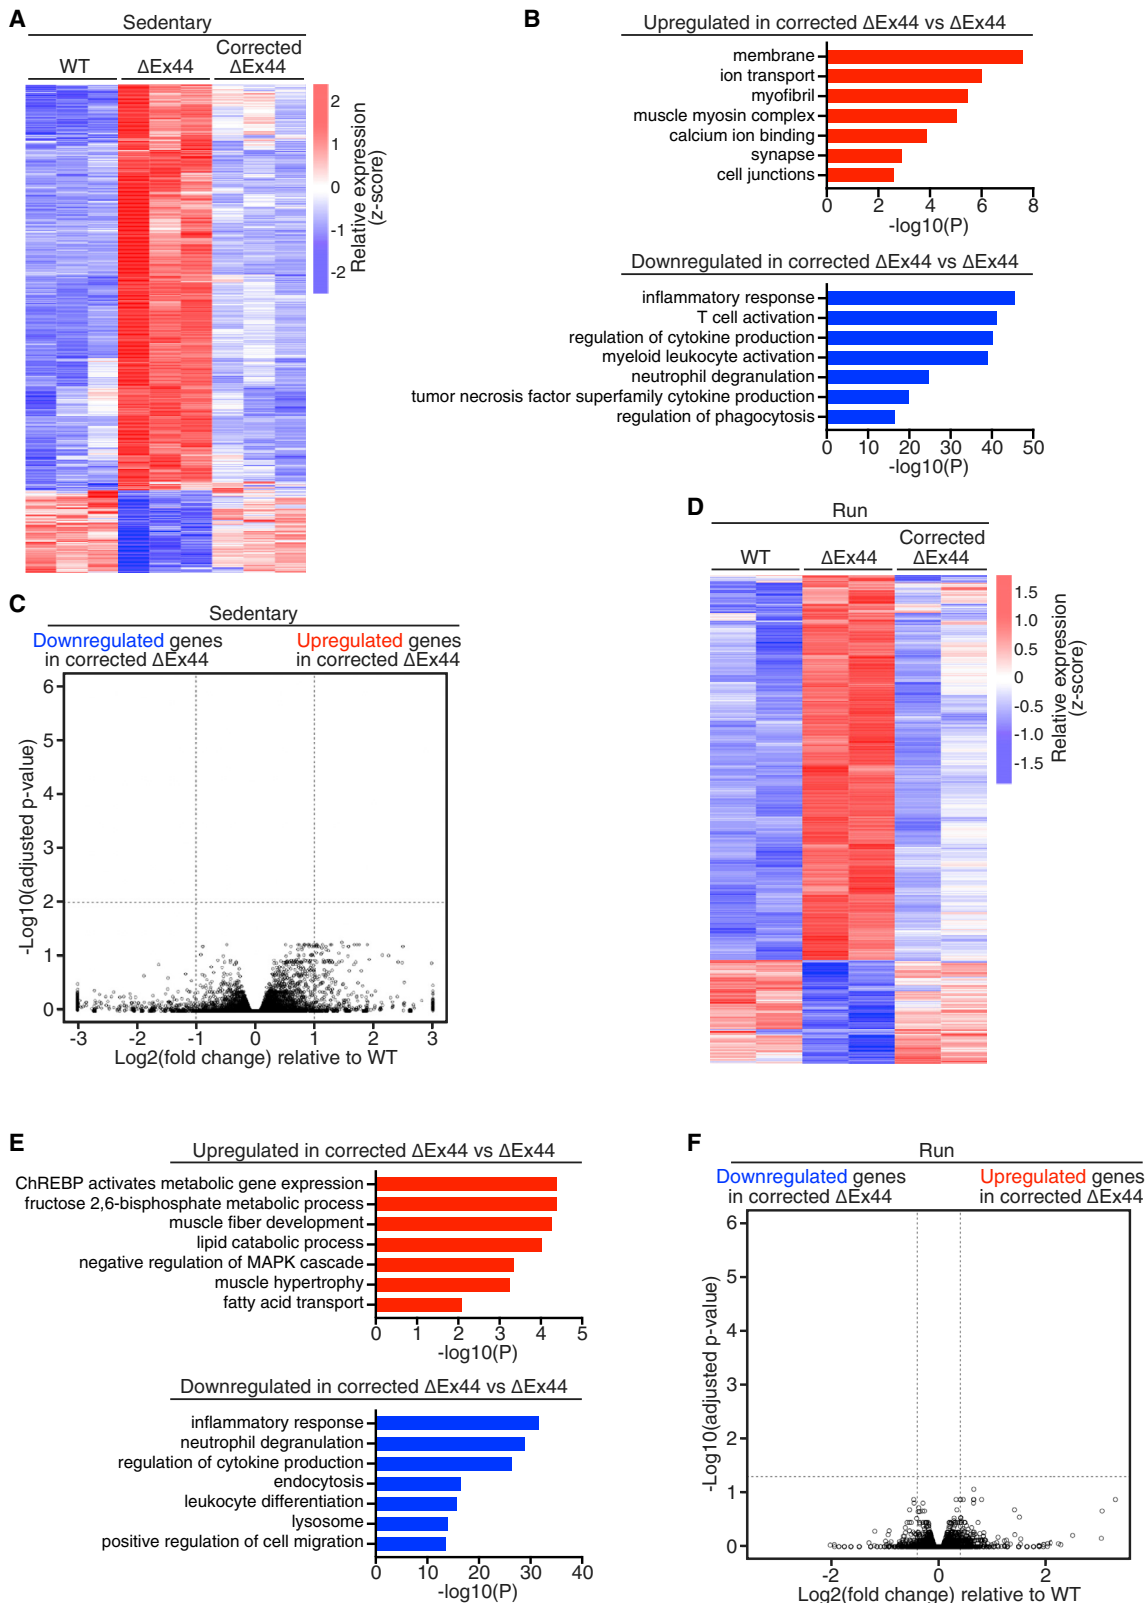 A
Sedentary
WT
ΔEx44
Corrected
ΔEx44
2
1
0
-1
-2
Relative expression
(z-score)
B
Upregulated in corrected ΔEx44 vs ΔEx44
membrane
ion transport
myofibril
muscle myosin complex
calcium ion binding
synapse
cell junctions
0 2 4 6 8
-log10(P)
Downregulated in corrected ΔEx44 vs ΔEx44
inflammatory response
T cell activation
regulation of cytokine production
myeloid leukocyte activation
neutrophil degranulation
tumor necrosis factor superfamily cytokine production
regulation of phagocytosis
0 10 20 30 40 50
-log10(P)
C
Sedentary
Downregulated genes
in corrected ΔEx44
Upregulated genes
in corrected ΔEx44
6
5
4
3
2
1
0
-Log10(adjusted p-value)
-3 -2 -1 0 1 2 3
Log2(fold change) relative to WT
D
Run
WT
ΔEx44
Corrected
ΔEx44
1.5
1.0
0.5
0
-0.5
-1.0
-1.5
Relative expression
(z-score)
E
Upregulated in corrected ΔEx44 vs ΔEx44
ChREBP activates metabolic gene expression
fructose 2,6-bisphosphate metabolic process
muscle fiber development
lipid catabolic process
negative regulation of MAPK cascade
muscle hypertrophy
fatty acid transport
0 1 2 3 4 5
-log10(P)
Downregulated in corrected ΔEx44 vs ΔEx44
inflammatory response
neutrophil degranulation
regulation of cytokine production
endocytosis
leukocyte differentiation
lysosome
positive regulation of cell migration
0 10 20 30 40
-log10(P)
F
Run
Downregulated genes
in corrected ΔEx44
Upregulated genes
in corrected ΔEx44
6
5
4
3
2
1
0
-Log10(adjusted p-value)
-2 0 2
Log2(fold change) relative to WT